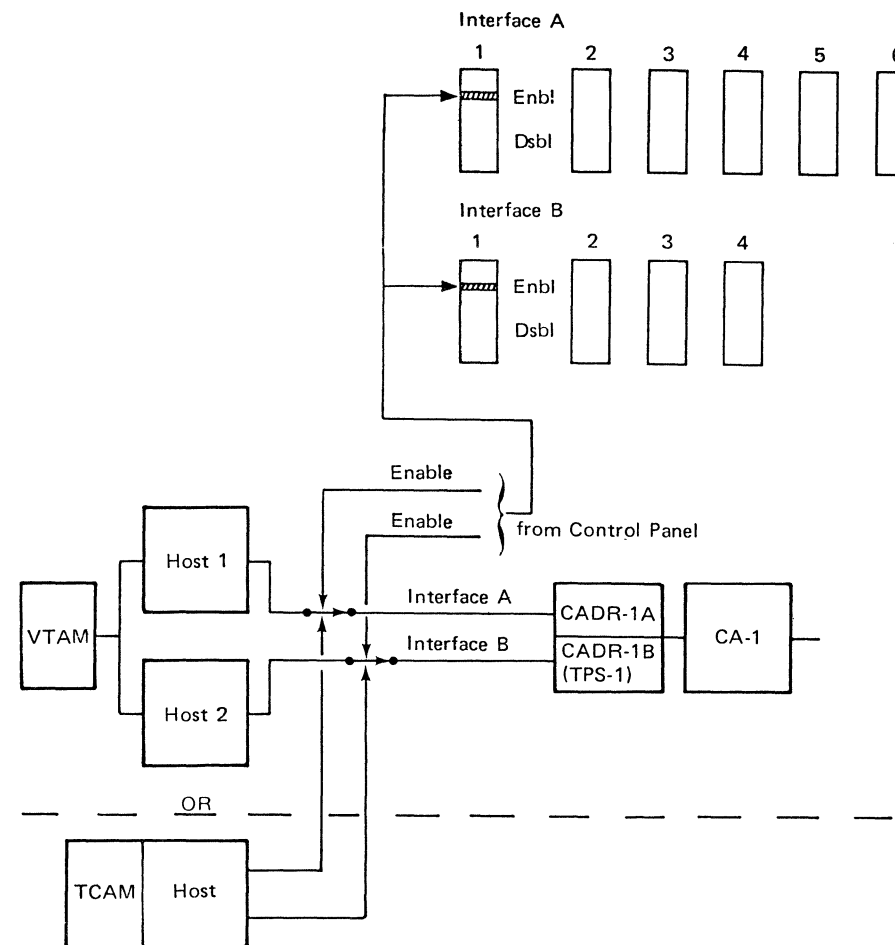 Interface A
1 2 3 4 5
Enbl
Dsbl
Interface B
1 2 3 4
Enbl
Dsbl
Enable
Enable
from Control Panel
Host 1
Interface A
CADR-1A
VTAM
Interface B
CADR-1B
(TPS-1)
CA-1
Host 2
OR
TCAM
Host